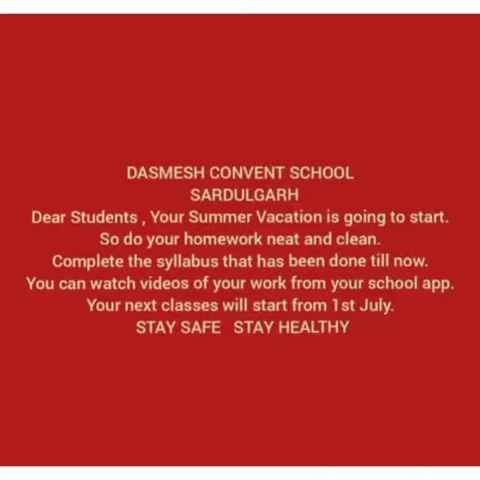 DASMESH CONVENT SCHOOL
SARDULGARH
Dear Students , Your Summer Vacation is going to start.
So do your homework neat and clean.
Complete the syllabus that has been done till now.
You can watch videos of your work from your school app.
Your next classes will start from 1st July.
STAY SAFE STAY HEALTHY